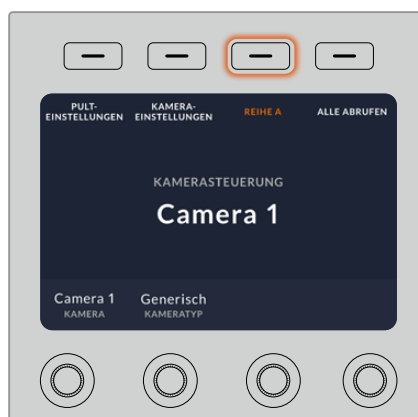 PULT-
EINSTELLUNGEN
KAMERA-
EINSTELLUNGEN
REIHE A
ALLE ABRUFEN
KAMERASTEUERUNG
Camera 1
Camera 1
KAMERA
Generisch
KAMERATYP